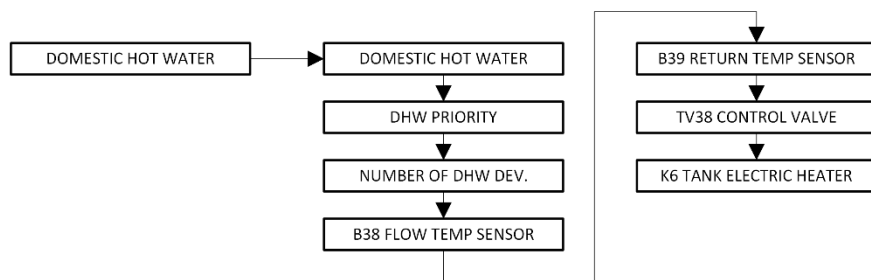 DOMESTIC HOT WATER
DOMESTIC HOT WATER
DHW PRIORITY
NUMBER OF DHW DEV.
B38 FLOW TEMP SENSOR
B39 RETURN TEMP SENSOR
TV38 CONTROL VALVE
K6 TANK ELECTRIC HEATER